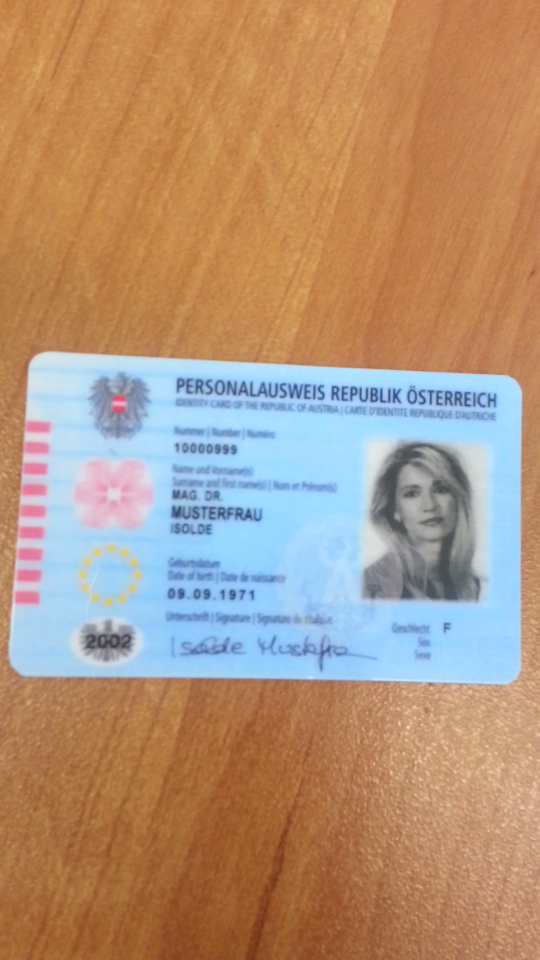 PERSONALAUSWEIS REPUBLIK ÖSTERREICH
IDENTITY CARD OF THE REPUBLIC OF AUSTRIA | CARTE D'IDENTITE REPUBLIQUE D'AUTRICHE
Nummer | Number | Numéro
10000999
Name und Vorname(n)
Surname and first name(s) | Nom et Prénom(s)
MAG. DR.
MUSTERFRAU
ISOLDE
Geburtsdatum
Date of birth | Date de naissance
09.09.1971
Unterschrift | Signature | Signature du titulaire
Isolde Musterfrau
Geschlecht F
Sex
Sexe
2002